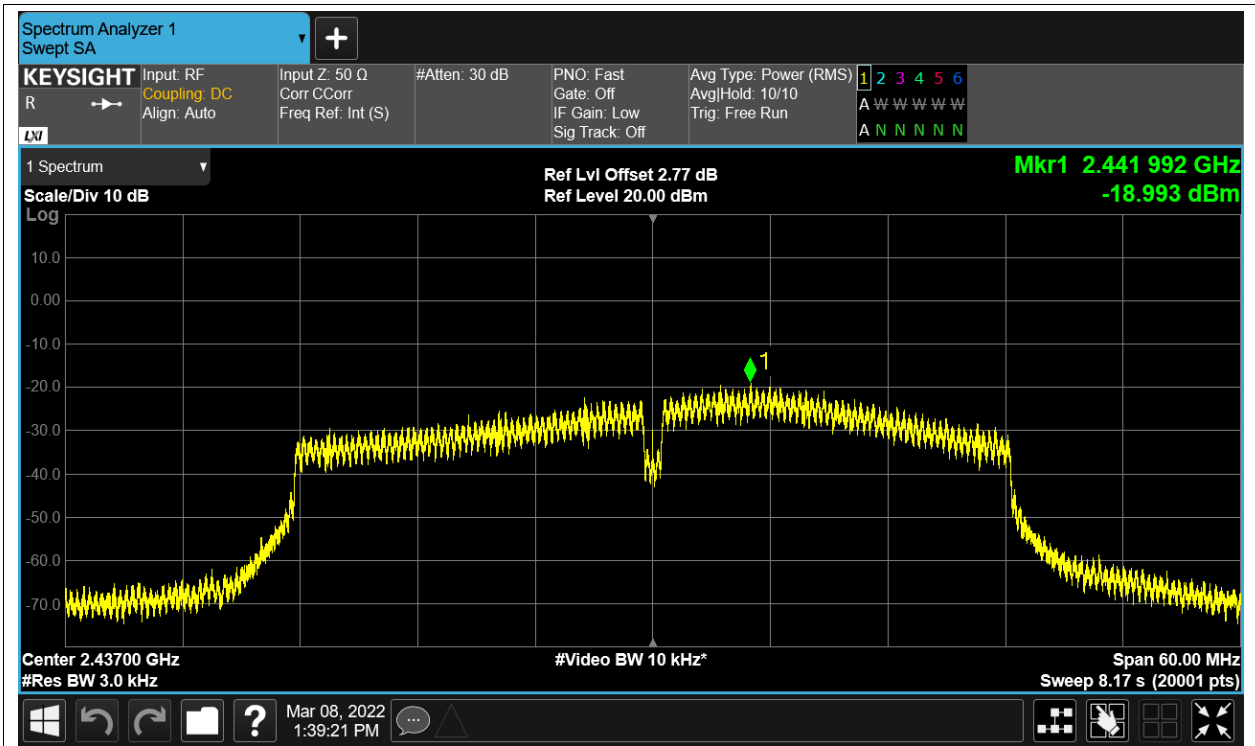 Spectrum Analyzer 1
Swept SA
KEYSIGHT
R
LXI
Input: RF
Coupling: DC
Align: Auto
Input Z: 50 Ω
Corr CCorr
Freq Ref: Int (S)
#Atten: 30 dB
PNO: Fast
Gate: Off
IF Gain: Low
Sig Track: Off
Avg Type: Power (RMS)
Avg|Hold: 10/10
Trig: Free Run
1 2 3 4 5 6
A W W W W W
A N N N N N
1 Spectrum
Scale/Div 10 dB
Log
Ref Lvl Offset 2.77 dB
Ref Level 20.00 dBm
Mkr1 2.441 992 GHz
-18.993 dBm
10.0
0.00
-10.0
-20.0
-30.0
-40.0
-50.0
-60.0
-70.0
1
Center 2.43700 GHz
#Res BW 3.0 kHz
#Video BW 10 kHz*
Span 60.00 MHz
Sweep 8.17 s (20001 pts)
?
Mar 08, 2022
1:39:21 PM